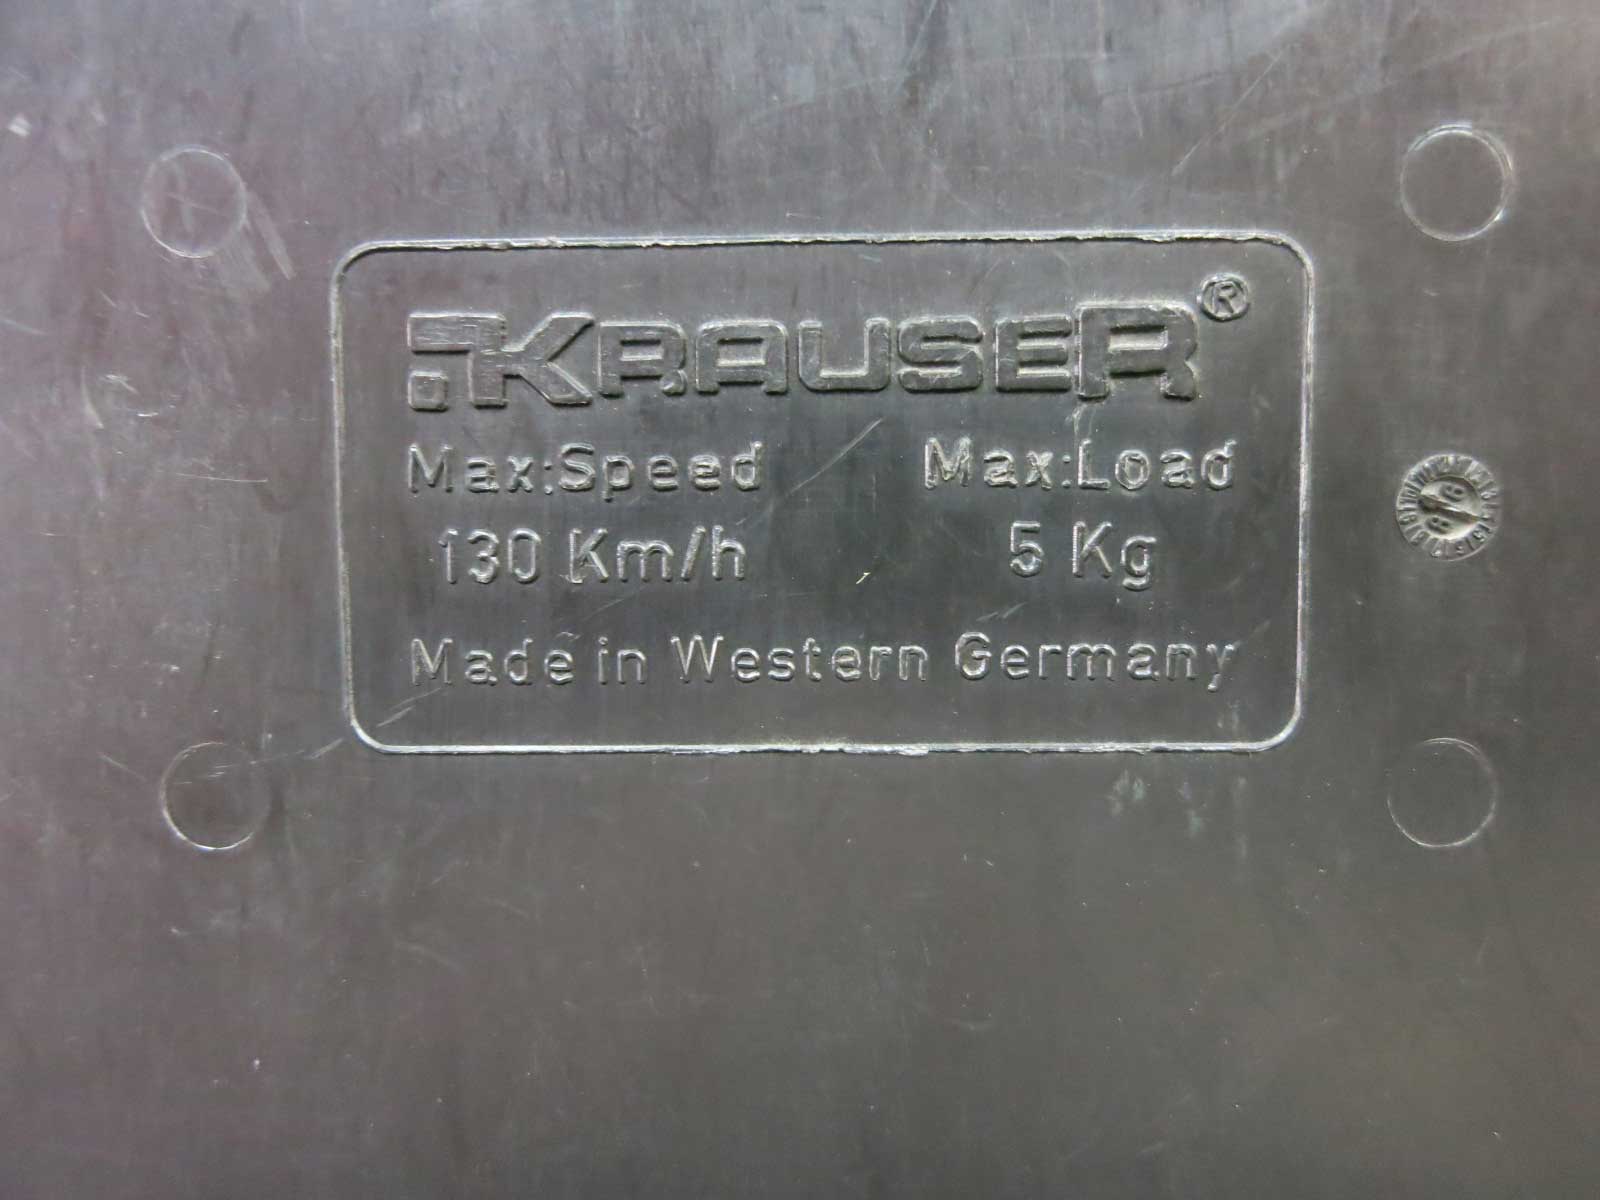 KRAUSER®
Max:Speed Max:Load
130 Km/h 5 Kg
Made in Western Germany